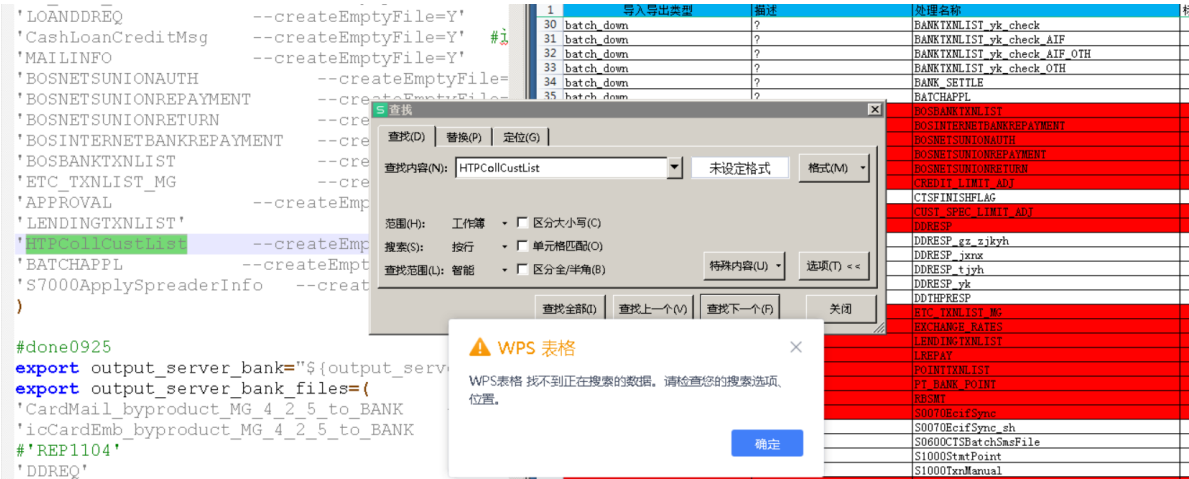 'LOANDDREQ --createEmptyFile=Y'
'CashLoanCreditMsg --createEmptyFile=Y' #i
'MAILINFO --createEmptyFile=Y'
'BOSNETSUNIONAUTH --createEmptyFile=
'BOSNETSUNIONREPAYMENT --createEmptyFile=
'BOSNETSUNIONRETURN --cre
'BOSINTERNETBANKREPAYMENT --cre
'BOSBANKTXNLIST --cre
'ETC_TXNLIST_MG --cre
'APPROVAL --createEmp
'LENDINGTXNLIST'
'HTPCollCustList --createEmp
'BATCHAPPL --createEmpt
'S7000ApplySpreaderInfo --creat
)
#done0925
export output_server_bank="${output_serv
export output_server_bank_files=(
'CardMail_byproduct_MG_4_2_5_to_BANK
'icCardEmb_byproduct_MG_4_2_5_to_BANK
#'REP1104'
'DDREQ'
1 导入导出类型 描述 处理名称
30 batch_down ? BANKTXNLIST_yk_check
31 batch_down ? BANKTXNLIST_yk_check_AIF
32 batch_down ? BANKTXNLIST_yk_check_AIF_OTH
33 batch_down ? BANKTXNLIST_yk_check_OTH
34 batch_down ? BANK_SETTLE
35 batch_down ? BATCHAPPL
BOSBANKTXNLIST
BOSINTERNETBANKREPAYMENT
BOSNETSUNIONAUTH
BOSNETSUNIONREPAYMENT
BOSNETSUNIONRETURN
CREDIT_LIMIT_ADJ
CTSFINISHFLAG
CUST_SPEC_LIMIT_ADJ
DDRESP
DDRESP_gz_zjkyh
DDRESP_jxnx
DDRESP_tjyh
DDRESP_yk
DDTHPRESP
ETC_TXNLIST_MG
EXCHANGE_RATES
LENDINGTXNLIST
LREPAY
POINTTXNLIST
PT_BANK_POINT
RBSMT
S0070EcifSync
S0070EcifSync_sh
S0600CTSBatchSmsFile
S1000StmtPoint
S1000TxnManual
查找
查找(D) 替换(P) 定位(G)
查找内容(N): HTPCollCustList 未设定格式 格式(M)
范围(H): 工作簿 区分大小写(C)
搜索(S): 按行 单元格匹配(O)
查找范围(L): 智能 区分全/半角(B)
特殊内容(U) 选项(T) <<
查找全部(I) 查找上一个(V) 查找下一个(F) 关闭
WPS 表格
WPS表格 找不到正在搜索的数据。请检查您的搜索选项、
位置。
确定